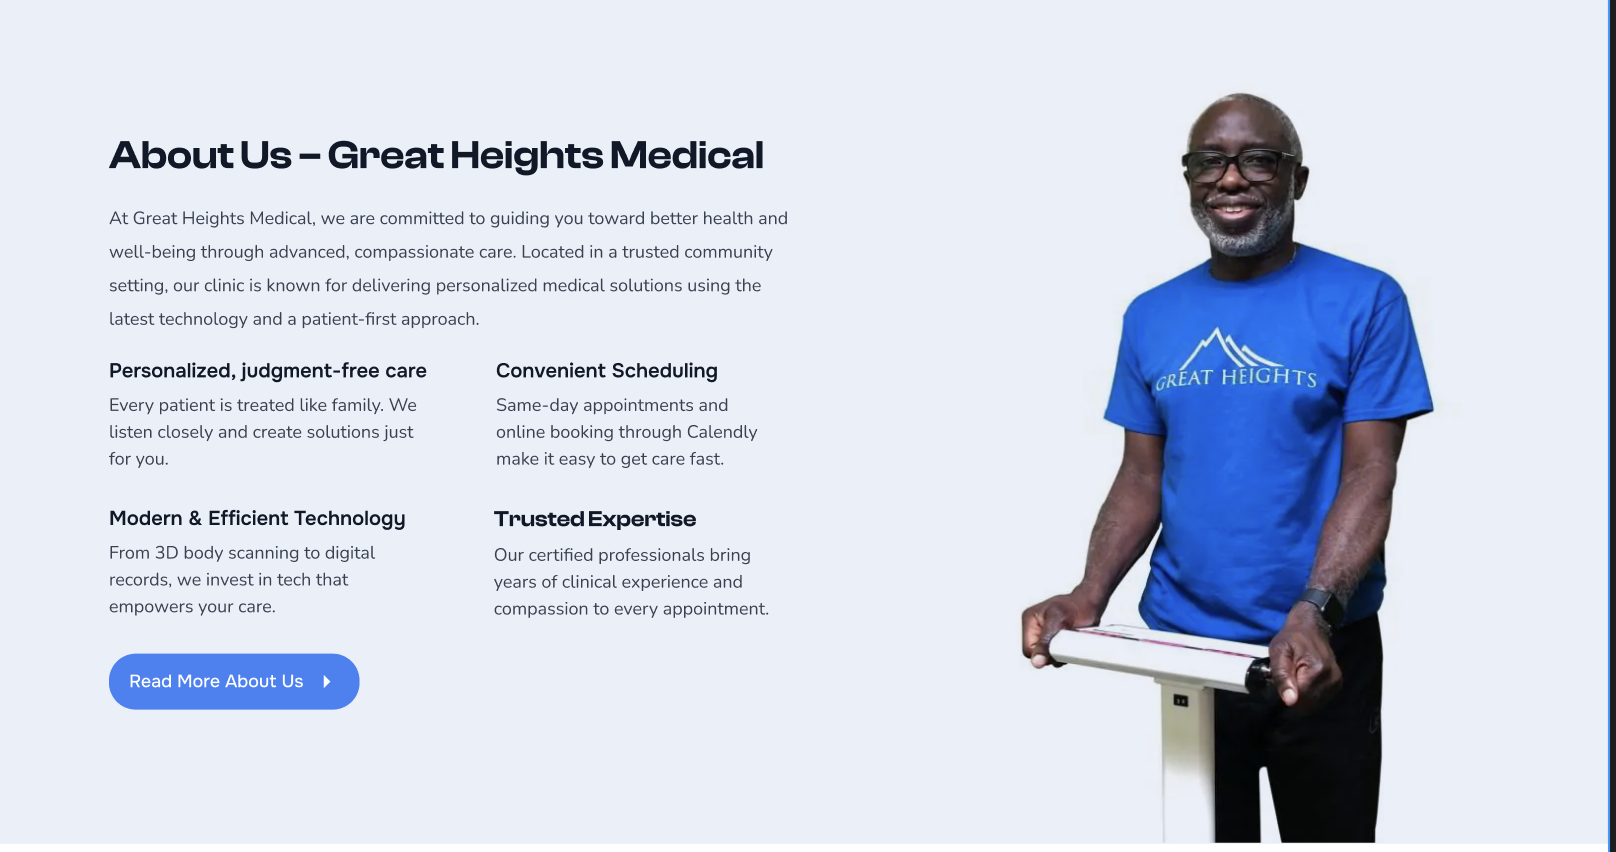 About Us – Great Heights Medical
At Great Heights Medical, we are committed to guiding you toward better health and
well-being through advanced, compassionate care. Located in a trusted community
setting, our clinic is known for delivering personalized medical solutions using the
latest technology and a patient-first approach.
Personalized, judgment-free care
Every patient is treated like family. We
listen closely and create solutions just
for you.
Convenient Scheduling
Same-day appointments and
online booking through Calendly
make it easy to get care fast.
Modern & Efficient Technology
From 3D body scanning to digital
records, we invest in tech that
empowers your care.
Trusted Expertise
Our certified professionals bring
years of clinical experience and
compassion to every appointment.
Read More About Us
GREAT HEIGHTS